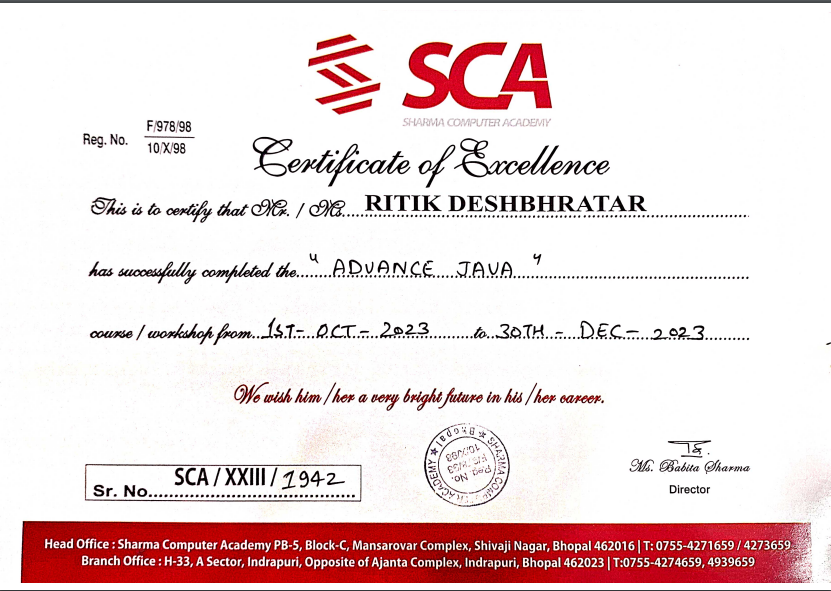 SCA
SHARMA COMPUTER ACADEMY
Reg. No. F/978/98
10/X/98
Certificate of Excellence
This is to certify that Mr. / Ms. RITIK DESHBHRATAR
has successfully completed the "ADVANCE JAVA"
course / workshop from 1ST - OCT - 2023 to 30TH - DEC - 2023
We wish him / her a very bright future in his / her career.
SHARMA COMPUTER ACADEMY ★ Bhopal ★
Reg. No.
10/X/98
Ms. Babita Sharma
Director
Sr. No. SCA / XXIII / 1942
Head Office : Sharma Computer Academy PB-5, Block-C, Mansarovar Complex, Shivaji Nagar, Bhopal 462016 | T: 0755-4271659 / 4273659
Branch Office : H-33, A Sector, Indrapuri, Opposite of Ajanta Complex, Indrapuri, Bhopal 462023 | T:0755-4274659, 4939659